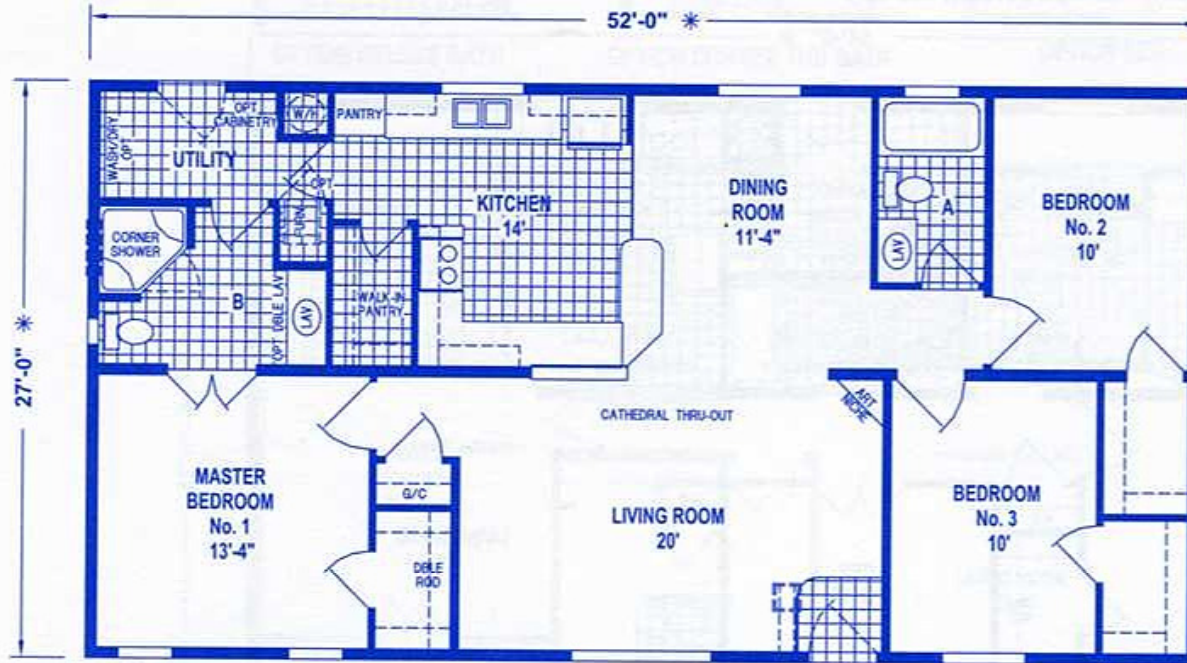 52'-0" ✳
27'-0" ✳
WASH/DRY
OPT
OPT
CABINETRY
W/H
PANTRY
UTILITY
OPT
FURN
KITCHEN
14'
DINING
ROOM
11'-4"
A
LAV
BEDROOM
No. 2
10'
CORNER
SHOWER
B
OPT DBLE LAV
LAV
WALK-IN
PANTRY
CATHEDRAL THRU-OUT
ART
NICHE
MASTER
BEDROOM
No. 1
13'-4"
G/C
DBLE
ROD
LIVING ROOM
20'
BEDROOM
No. 3
10'